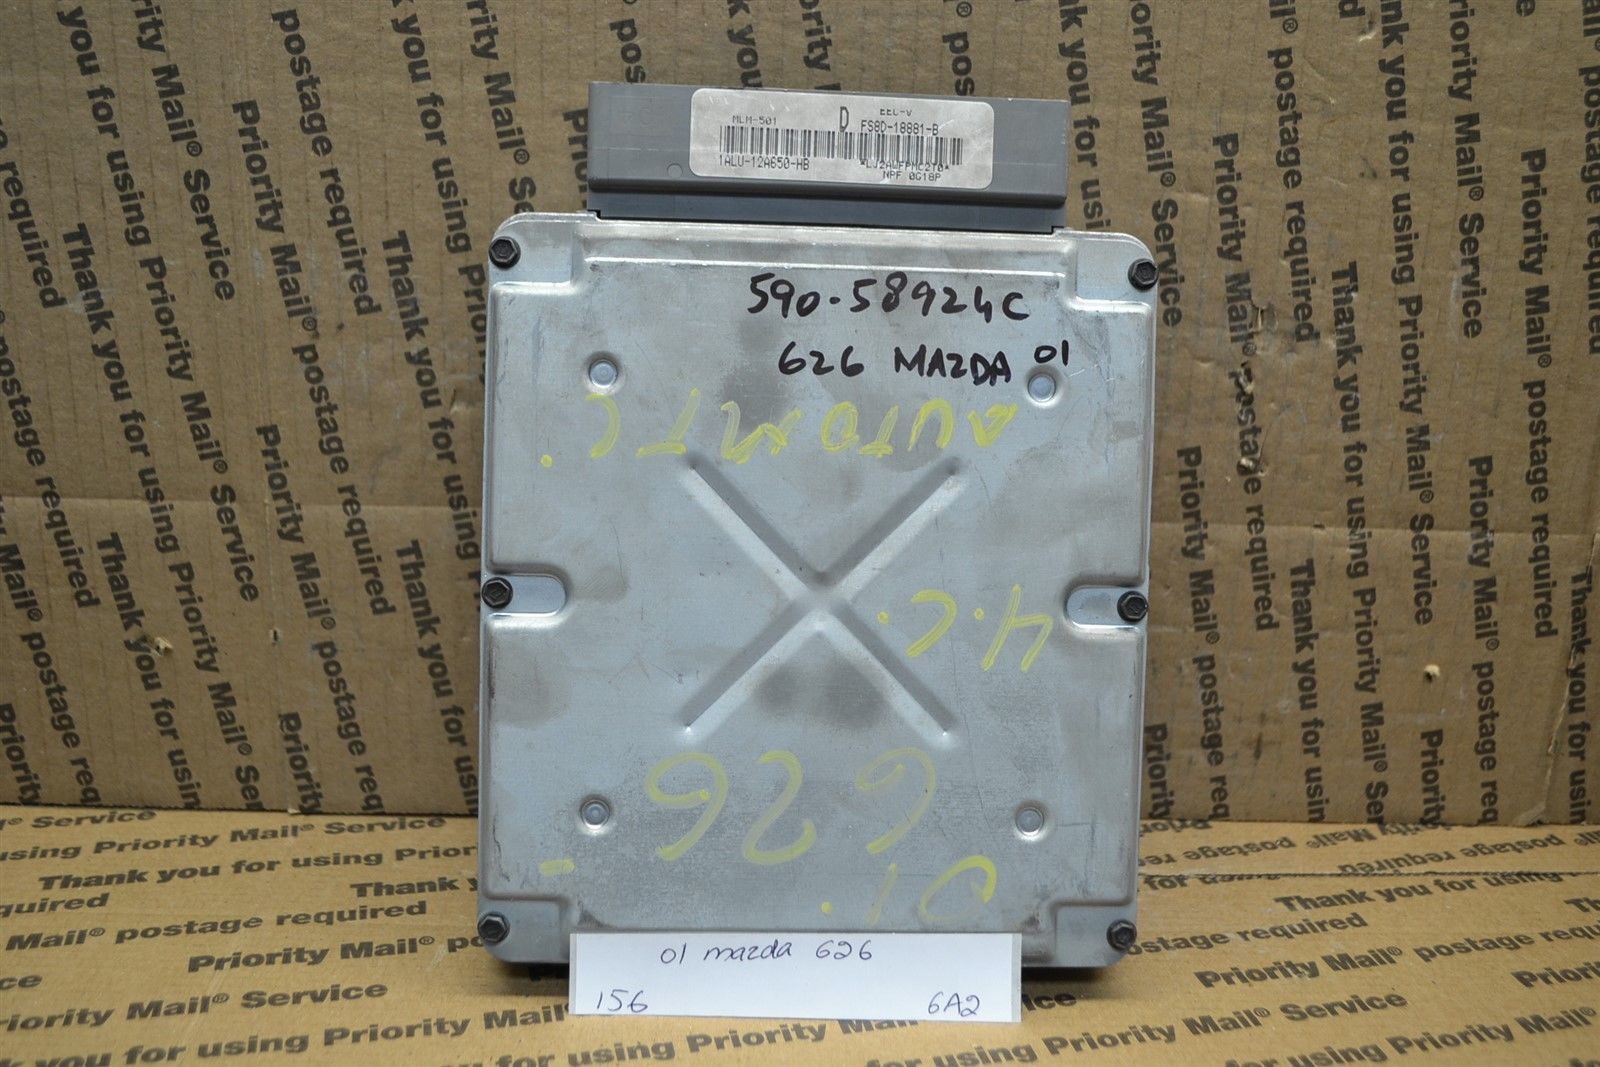 MLM-501
D
EEC-V
FS8D-18881-B
1ALU-12A650-HB
NPF 0G18P
590-58924C
626 MAZDA 01
AUTOMTC.
4.C.
626
01.
01 mazda 626
156
6A2
Priority Mail® postage required
Thank you for using Priority Mail® Service